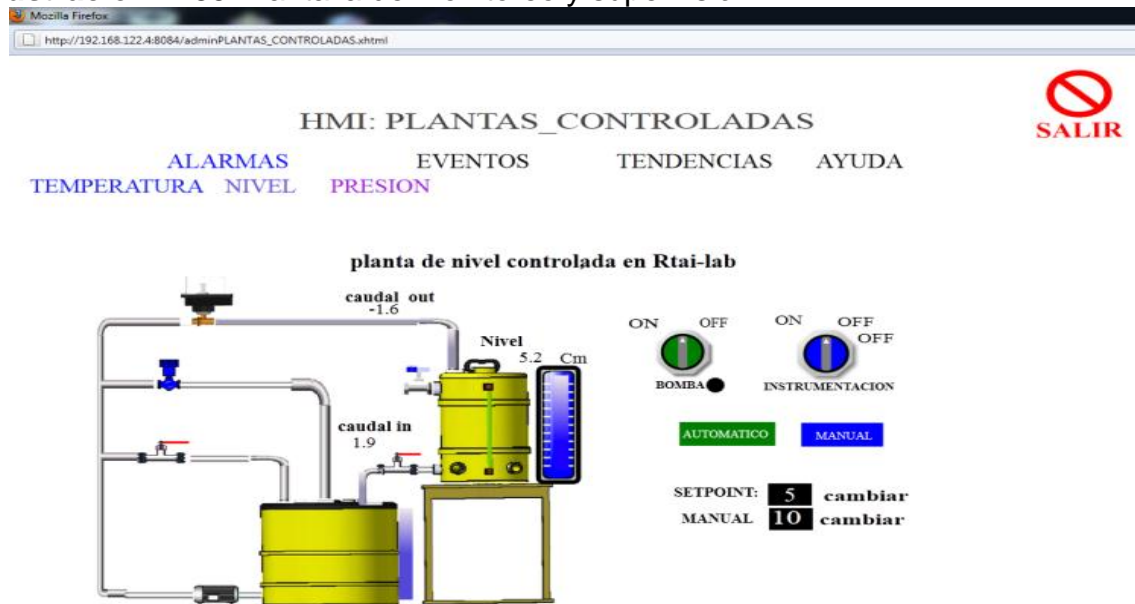 Mozilla Firefox
http://192.168.122.4:8084/adminPLANTAS_CONTROLADAS.xhtml
SALIR
HMI: PLANTAS_CONTROLADAS
ALARMAS EVENTOS TENDENCIAS AYUDA
TEMPERATURA NIVEL PRESION
planta de nivel controlada en Rtai-lab
caudal out
-1.6
Nivel
5.2 Cm
caudal in
1.9
ON OFF ON OFF
OFF
BOMBA INSTRUMENTACION
AUTOMATICO MANUAL
SETPOINT: 5 cambiar
MANUAL 10 cambiar